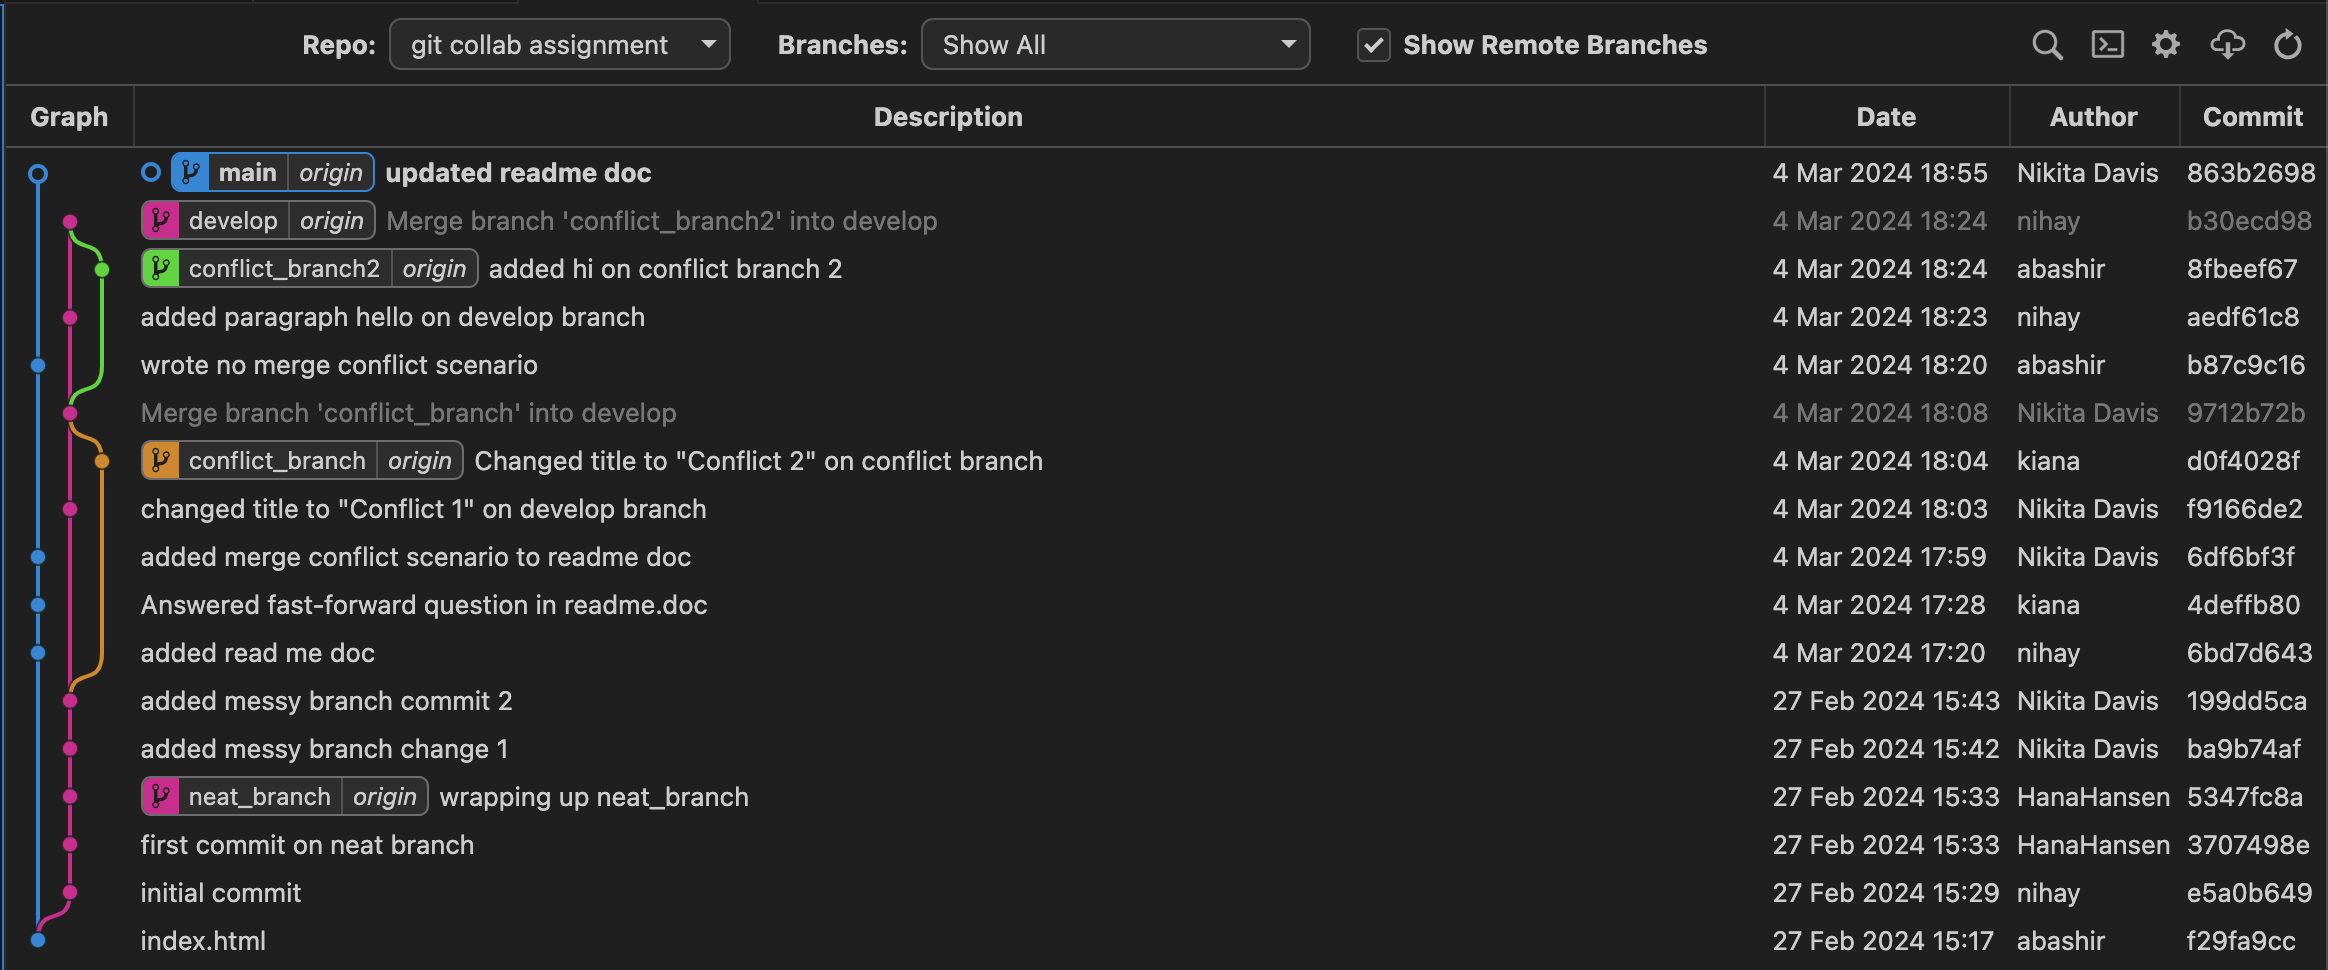 Repo: git collab assignment Branches: Show All Show Remote Branches
Graph Description Date Author Commit
main origin updated readme doc 4 Mar 2024 18:55 Nikita Davis 863b2698
develop origin Merge branch 'conflict_branch2' into develop 4 Mar 2024 18:24 nihay b30ecd98
conflict_branch2 origin added hi on conflict branch 2 4 Mar 2024 18:24 abashir 8fbeef67
added paragraph hello on develop branch 4 Mar 2024 18:23 nihay aedf61c8
wrote no merge conflict scenario 4 Mar 2024 18:20 abashir b87c9c16
Merge branch 'conflict_branch' into develop 4 Mar 2024 18:08 Nikita Davis 9712b72b
conflict_branch origin Changed title to "Conflict 2" on conflict branch 4 Mar 2024 18:04 kiana d0f4028f
changed title to "Conflict 1" on develop branch 4 Mar 2024 18:03 Nikita Davis f9166de2
added merge conflict scenario to readme doc 4 Mar 2024 17:59 Nikita Davis 6df6bf3f
Answered fast-forward question in readme.doc 4 Mar 2024 17:28 kiana 4deffb80
added read me doc 4 Mar 2024 17:20 nihay 6bd7d643
added messy branch commit 2 27 Feb 2024 15:43 Nikita Davis 199dd5ca
added messy branch change 1 27 Feb 2024 15:42 Nikita Davis ba9b74af
neat_branch origin wrapping up neat_branch 27 Feb 2024 15:33 HanaHansen 5347fc8a
first commit on neat branch 27 Feb 2024 15:33 HanaHansen 3707498e
initial commit 27 Feb 2024 15:29 nihay e5a0b649
index.html 27 Feb 2024 15:17 abashir f29fa9cc